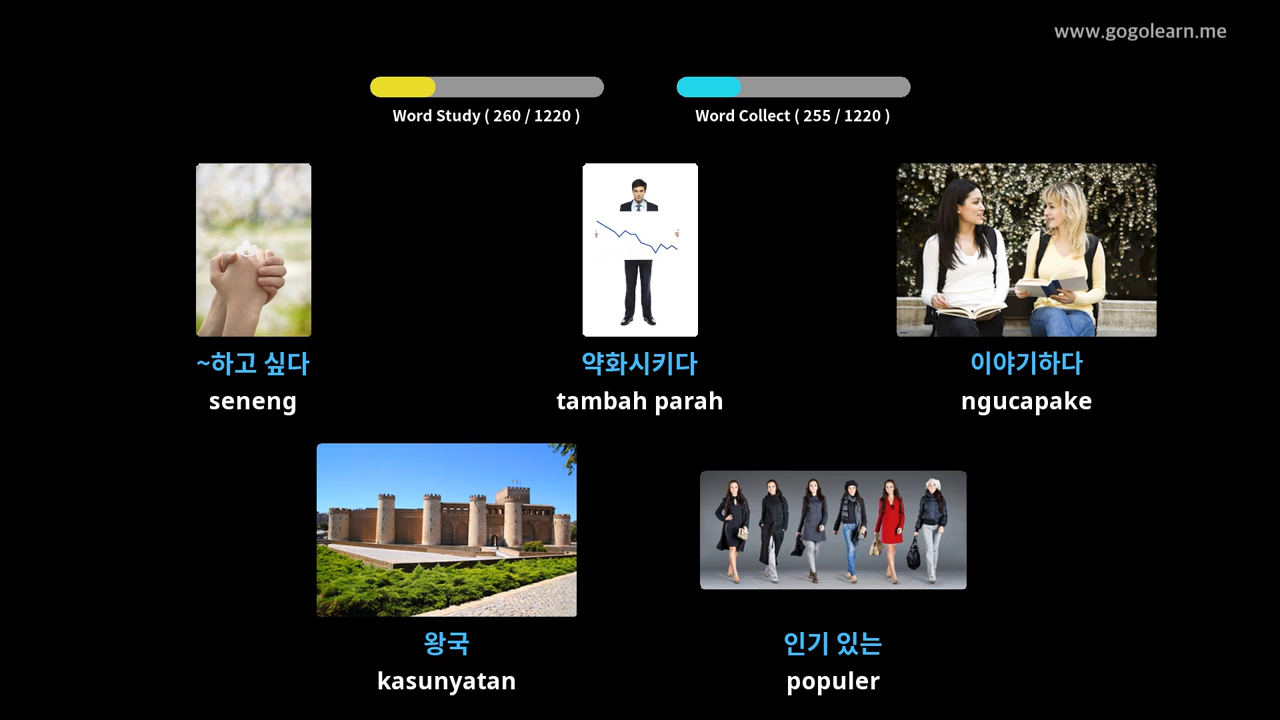 www.gogolearn.me
Word Study ( 260 / 1220 )
Word Collect ( 255 / 1220 )
~하고 싶다
seneng
약화시키다
tambah parah
이야기하다
ngucapake
왕국
kasunyatan
인기 있는
populer